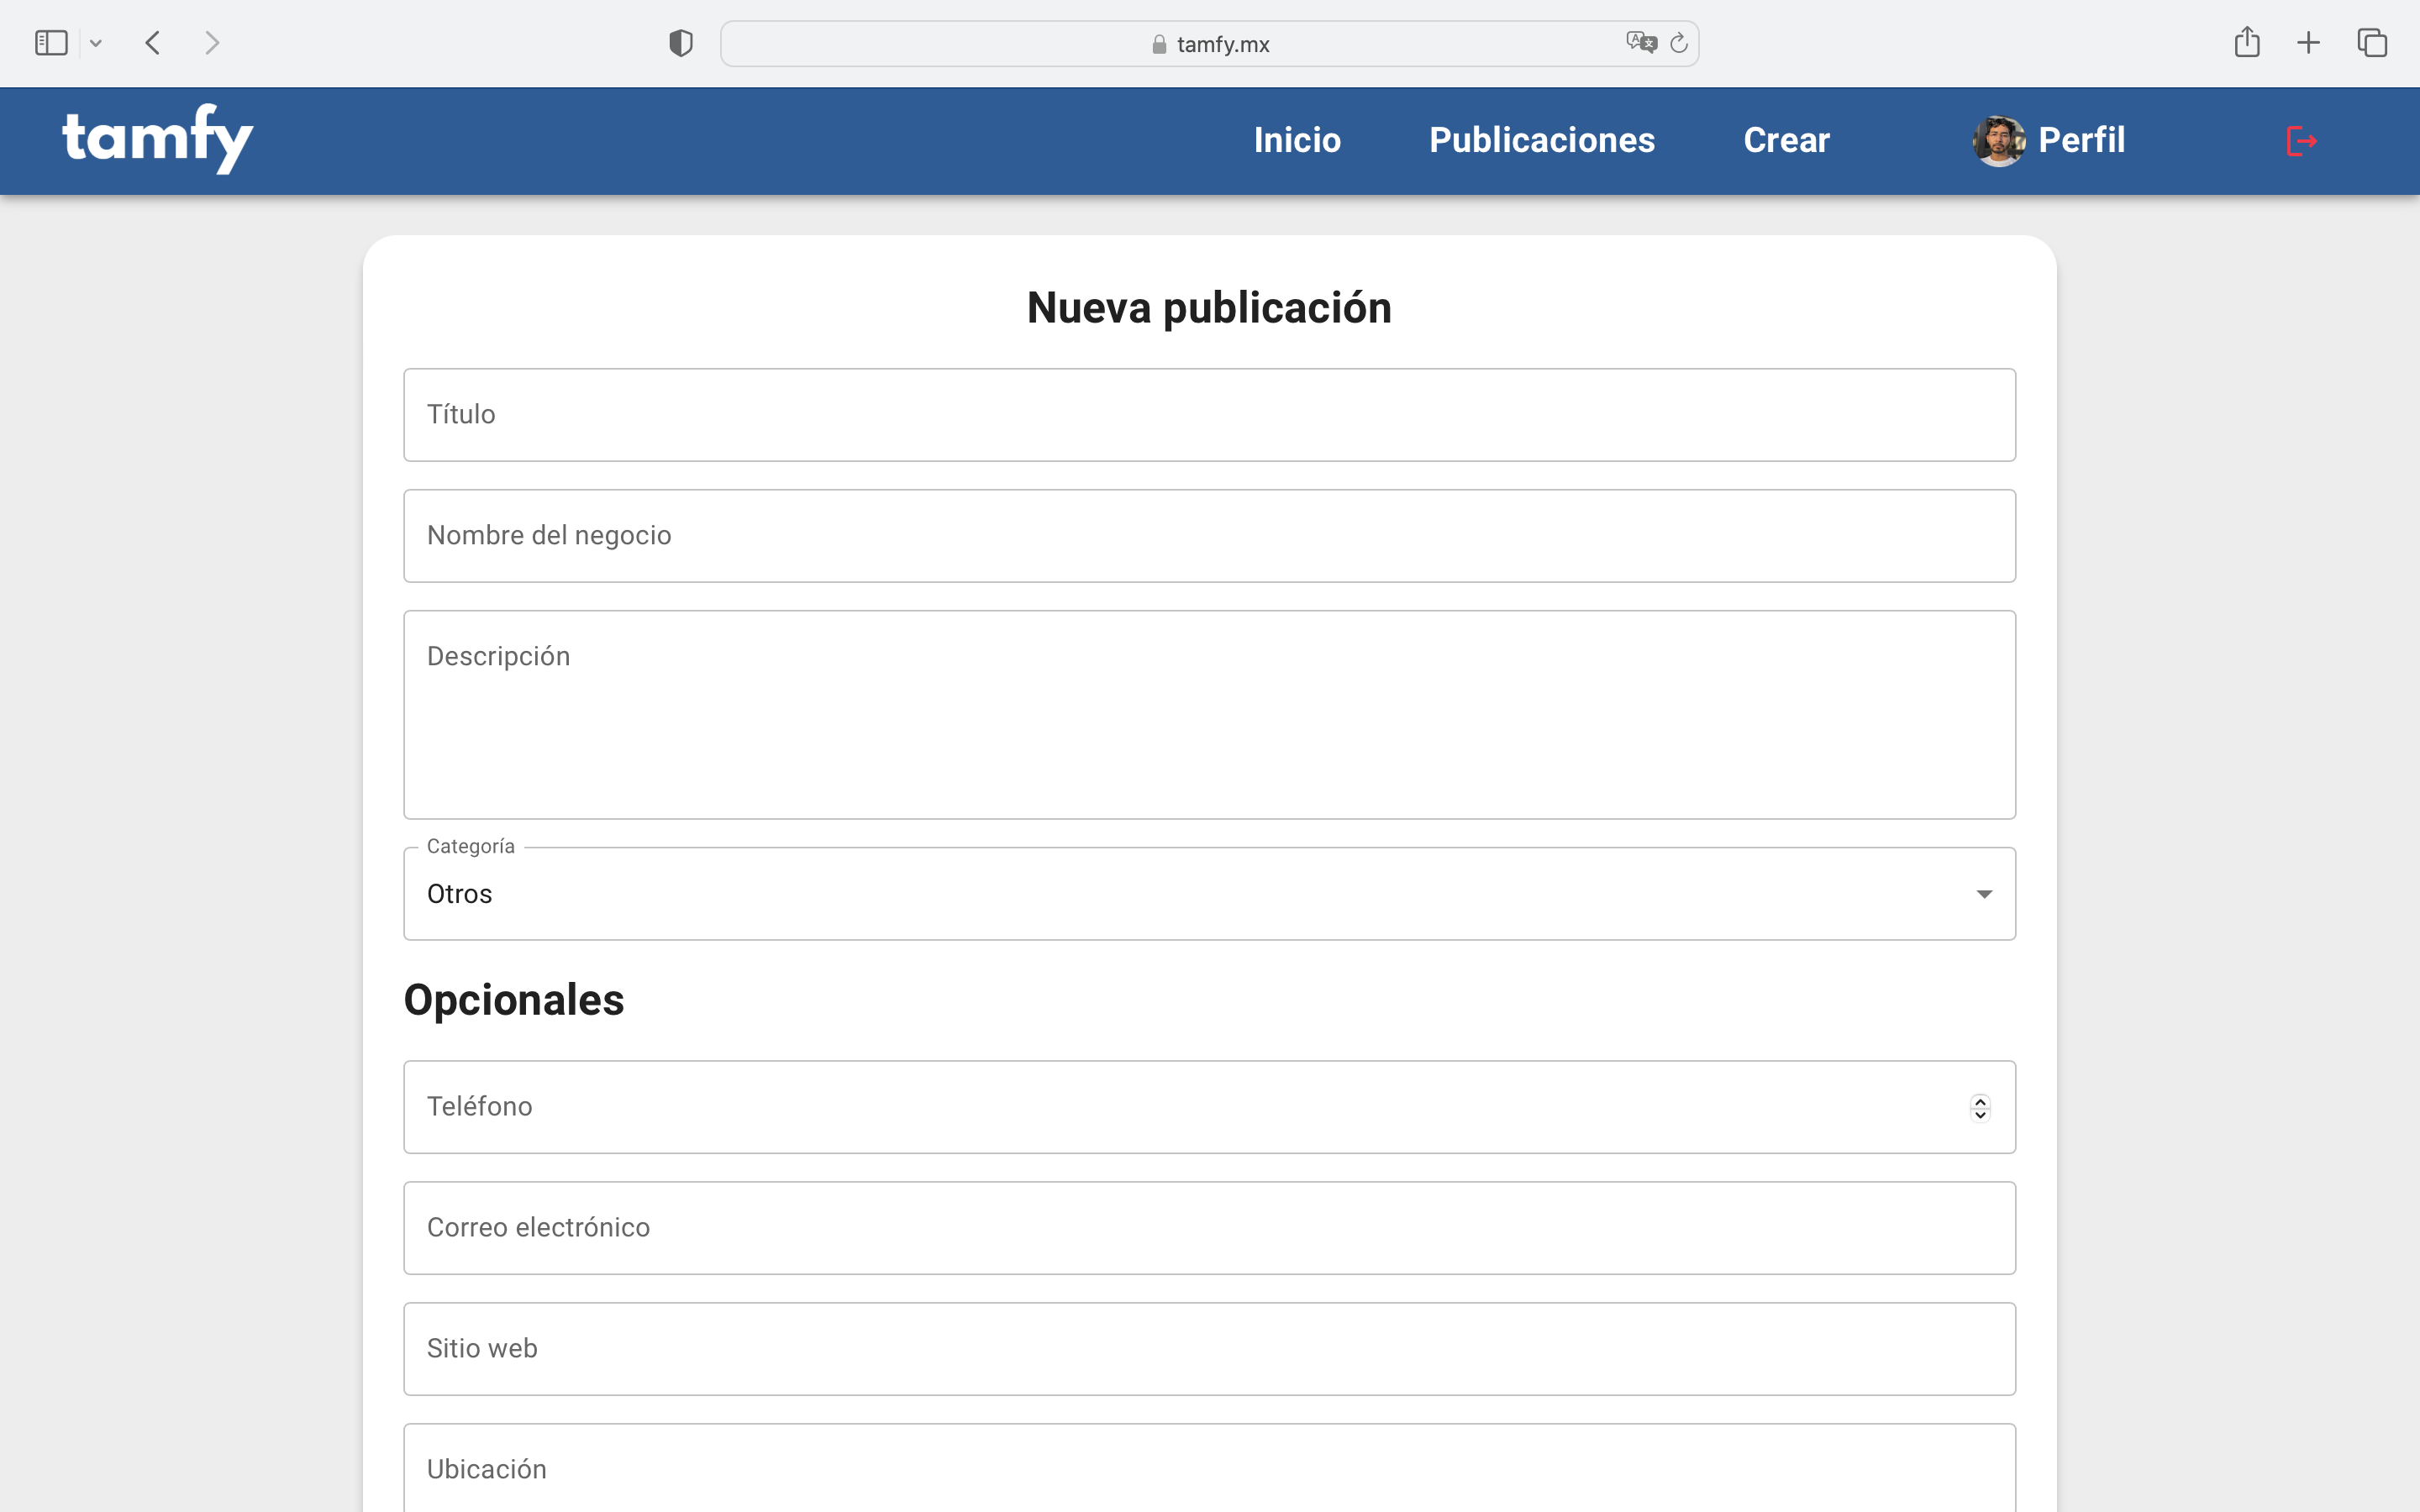 tamfy.mx
tamfy
Inicio
Publicaciones
Crear
Perfil
Nueva publicación
Título
Nombre del negocio
Descripción
Categoría
Otros
Opcionales
Teléfono
Correo electrónico
Sitio web
Ubicación